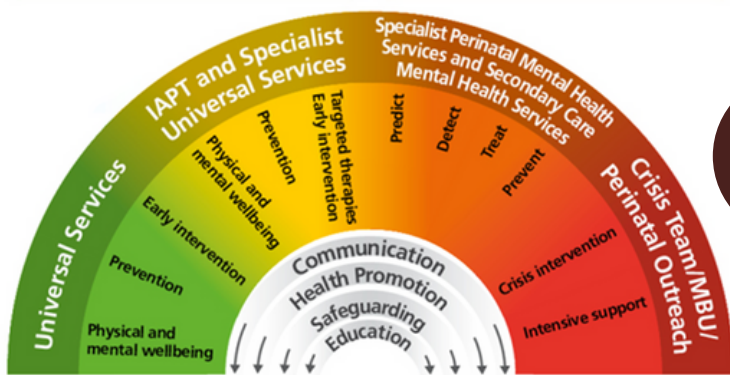 Universal Services
IAPT and Specialist
Universal Services
Specialist Perinatal Mental Health
Services and Secondary Care
Mental Health Services
Crisis Team/MBU/
Perinatal Outreach
Physical and
mental wellbeing
Prevention
Early intervention
Physical and
mental wellbeing
Prevention
Targeted therapies
Early intervention
Predict
Detect
Treat
Prevent
Crisis intervention
Intensive support
Communication
Health Promotion
Safeguarding
Education